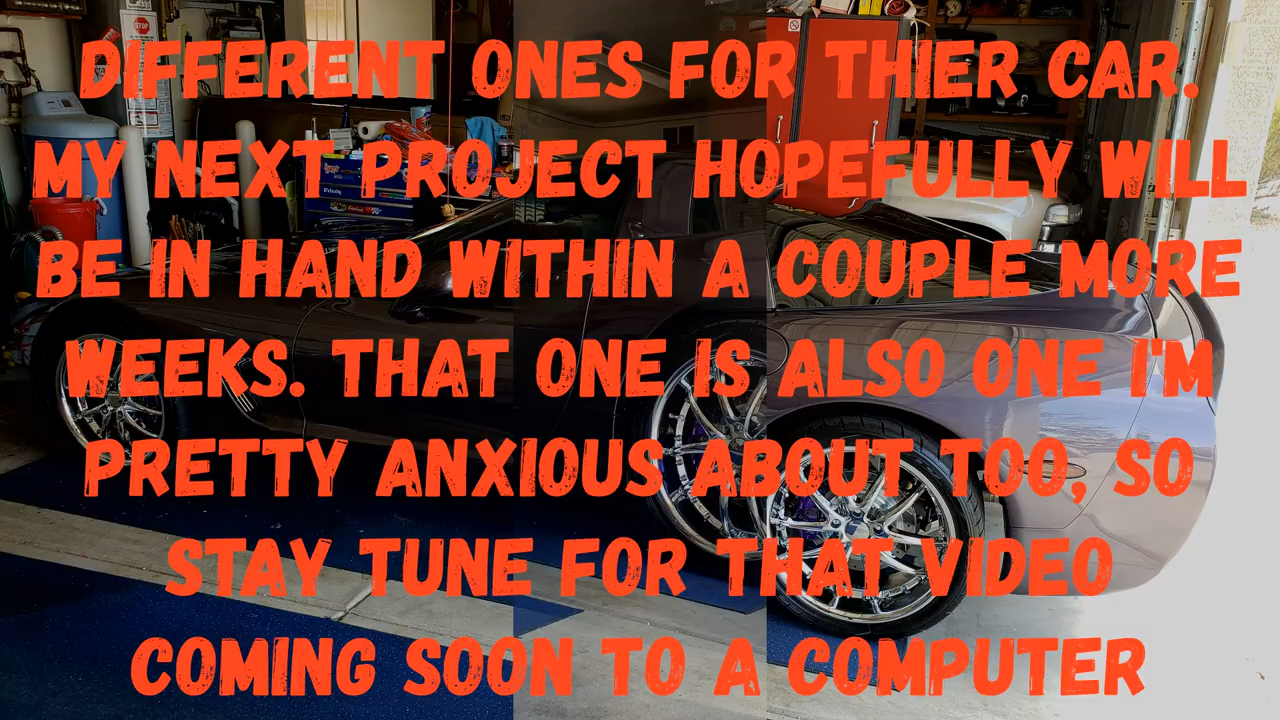 DIFFERENT ONES FOR THIER CAR.
MY NEXT PROJECT HOPEFULLY WILL
BE IN HAND WITHIN A COUPLE MORE
WEEKS. THAT ONE IS ALSO ONE I'M
PRETTY ANXIOUS ABOUT TOO, SO
STAY TUNE FOR THAT VIDEO
COMING SOON TO A COMPUTER
STOP